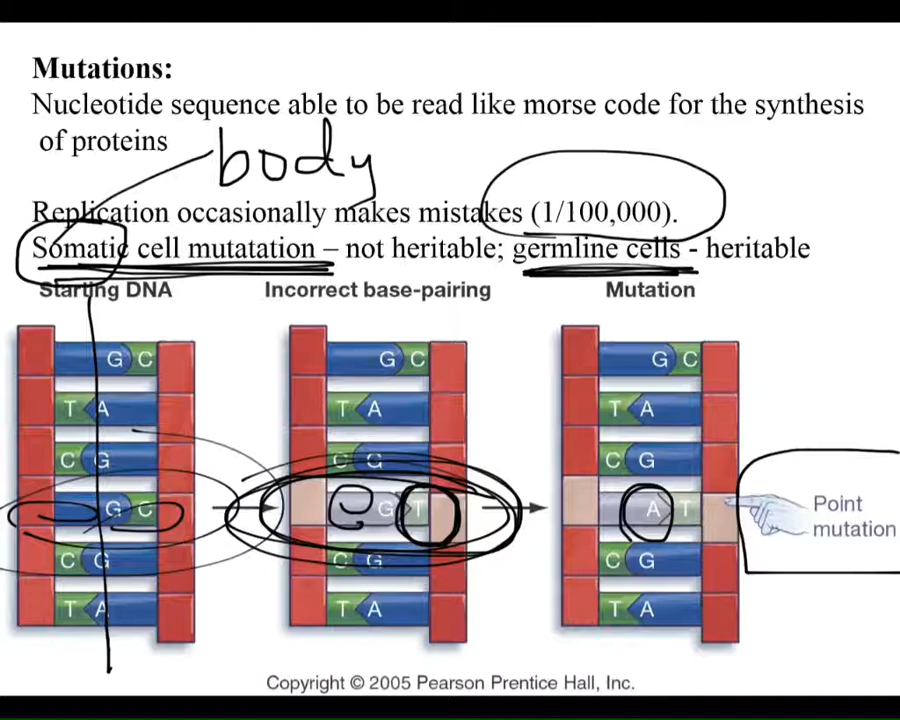 Mutations:
Nucleotide sequence able to be read like morse code for the synthesis
of proteins
body
Replication occasionally makes mistakes (1/100,000).
Somatic cell mutatation – not heritable; germline cells - heritable
Starting DNA Incorrect base-pairing Mutation
G C G C G C
T A T A T A
C G C G C G
G C G T A T
C G C G C G
T A T A T A
Point
mutation
Copyright © 2005 Pearson Prentice Hall, Inc.